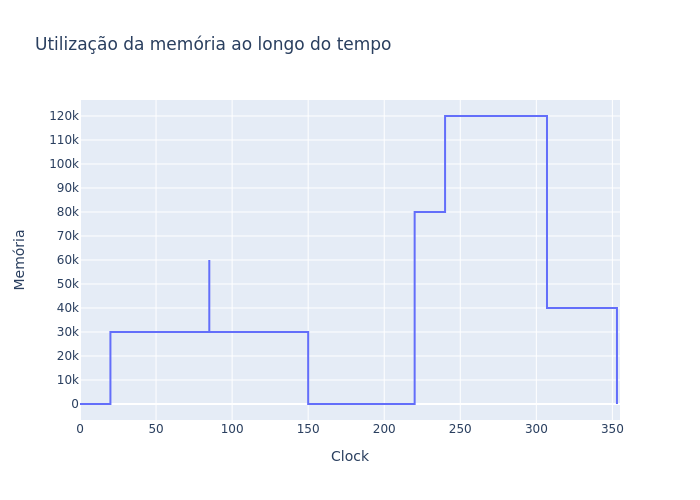 Utilização da memória ao longo do tempo
120k
110k
100k
90k
80k
70k
60k
50k
40k
30k
20k
10k
0
Memória
0 50 100 150 200 250 300 350
Clock